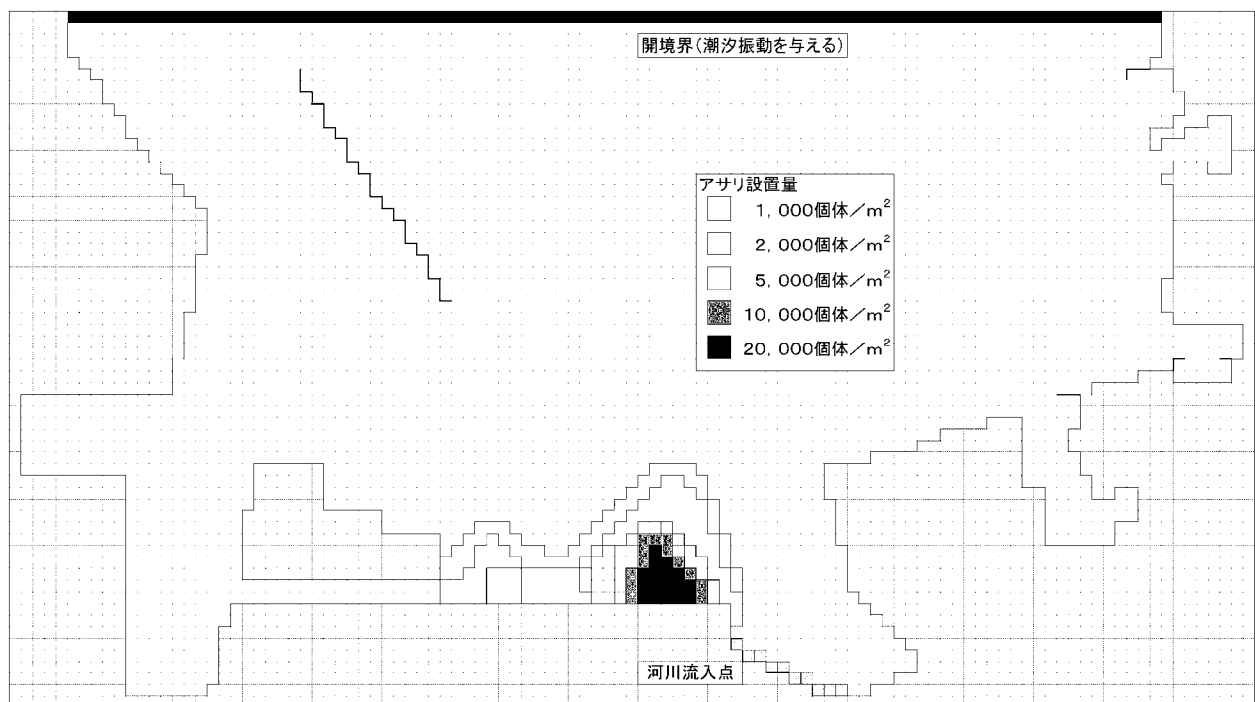 開境界(潮汐振動を与える)
アサリ設置量
1,000個体/m²
2,000個体/m²
5,000個体/m²
10,000個体/m²
20,000個体/m²
河川流入点